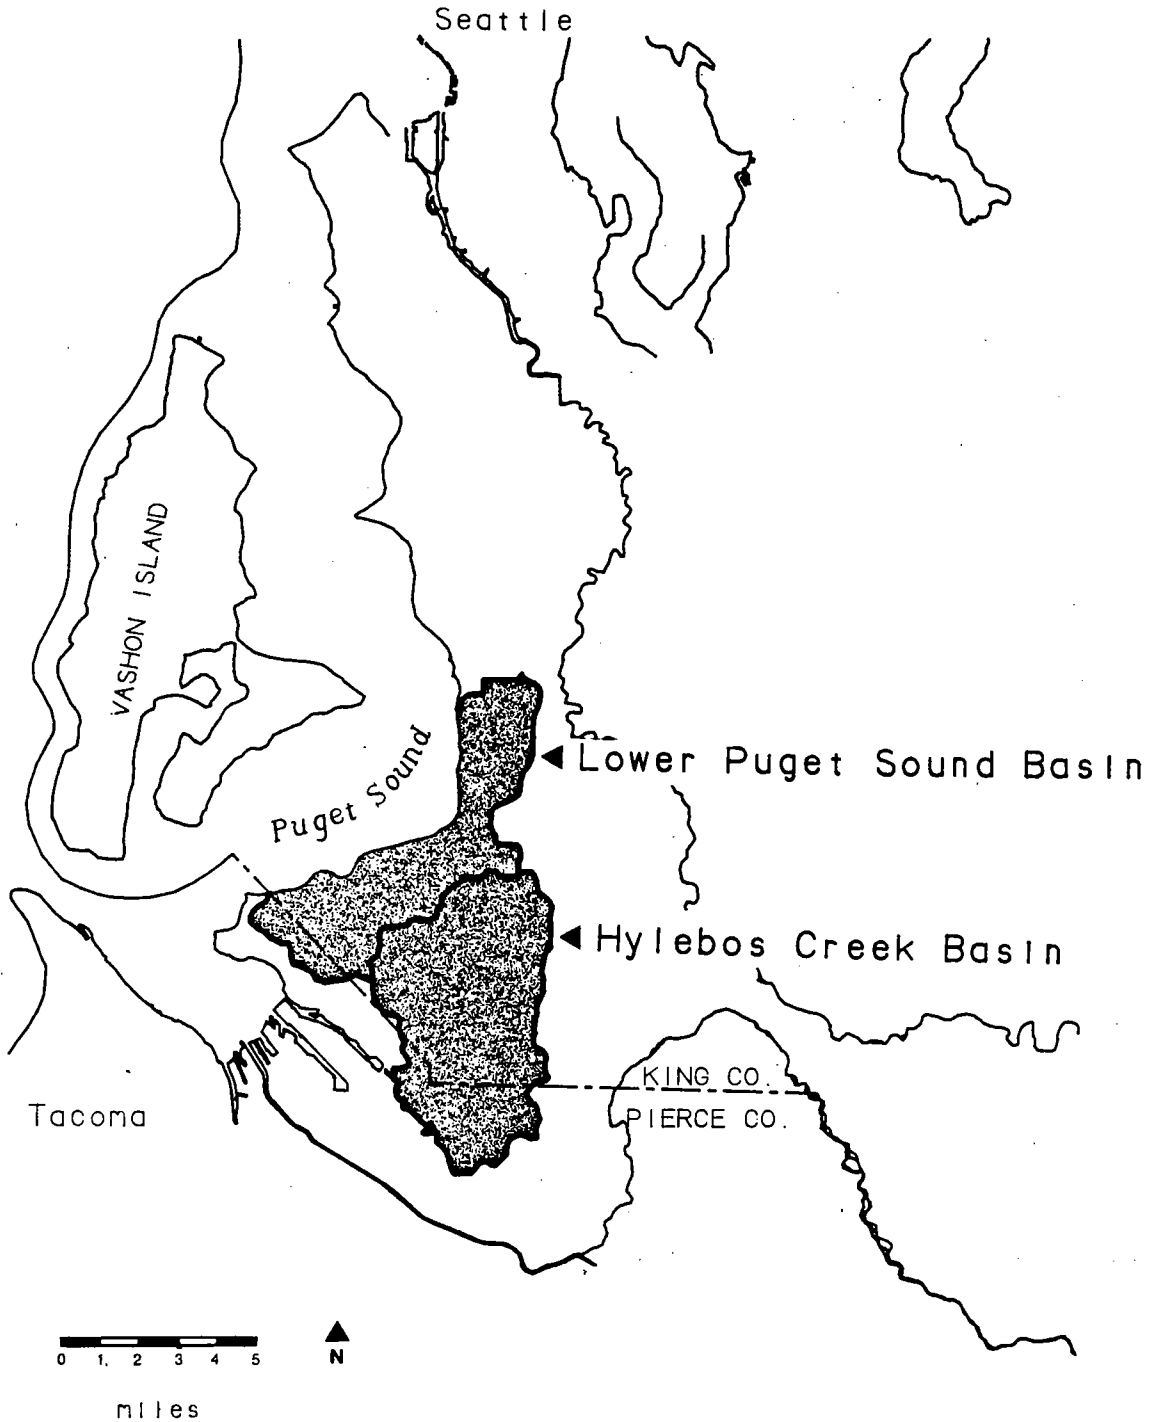 Seattle
VASHON ISLAND
Puget Sound
Lower Puget Sound Basin
Hylebos Creek Basin
KING CO.
PIERCE CO.
Tacoma
0 1 2 3 4 5
N
miles